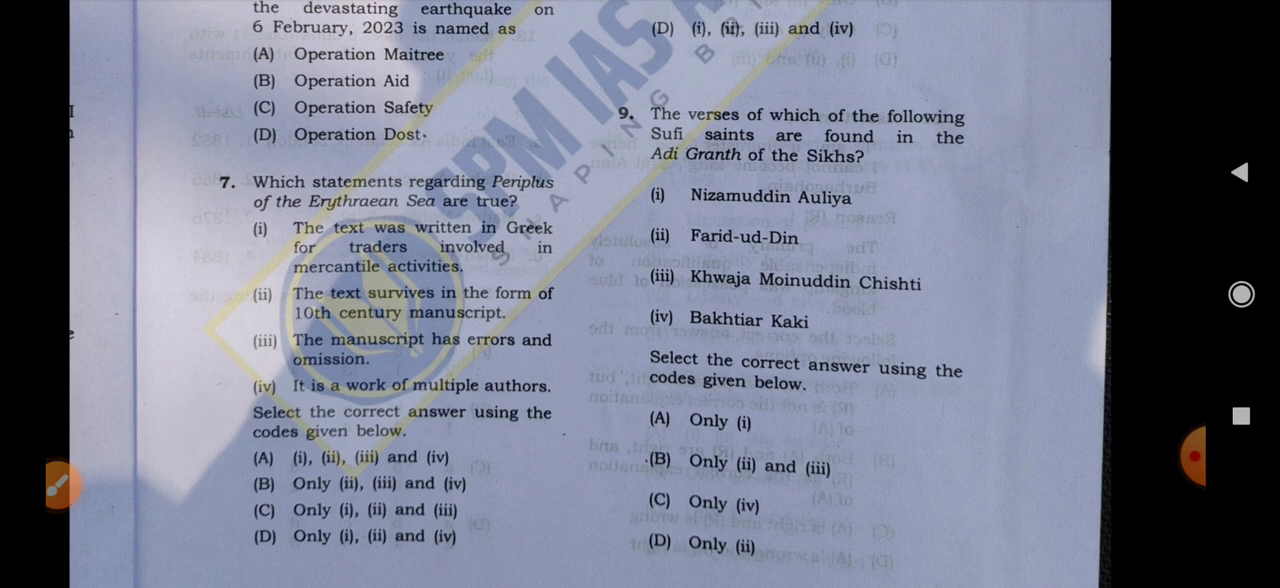 the devastating earthquake on
6 February, 2023 is named as
(A) Operation Maitree
(B) Operation Aid
(C) Operation Safety
(D) Operation Dost
7. Which statements regarding Periplus
of the Erythraean Sea are true?
(i) The text was written in Greek
for traders involved in
mercantile activities.
(ii) The text survives in the form of
10th century manuscript.
(iii) The manuscript has errors and
omission.
(iv) It is a work of multiple authors.
Select the correct answer using the
codes given below.
(A) (i), (ii), (iii) and (iv)
(B) Only (ii), (iii) and (iv)
(C) Only (i), (ii) and (iii)
(D) Only (i), (ii) and (iv)
(D) (i), (ii), (iii) and (iv)
9. The verses of which of the following
Sufi saints are found in the
Adi Granth of the Sikhs?
(i) Nizamuddin Auliya
(ii) Farid-ud-Din
(iii) Khwaja Moinuddin Chishti
(iv) Bakhtiar Kaki
Select the correct answer using the
codes given below.
(A) Only (i)
(B) Only (ii) and (iii)
(C) Only (iv)
(D) Only (ii)
SPM IAS A
SHAPING B